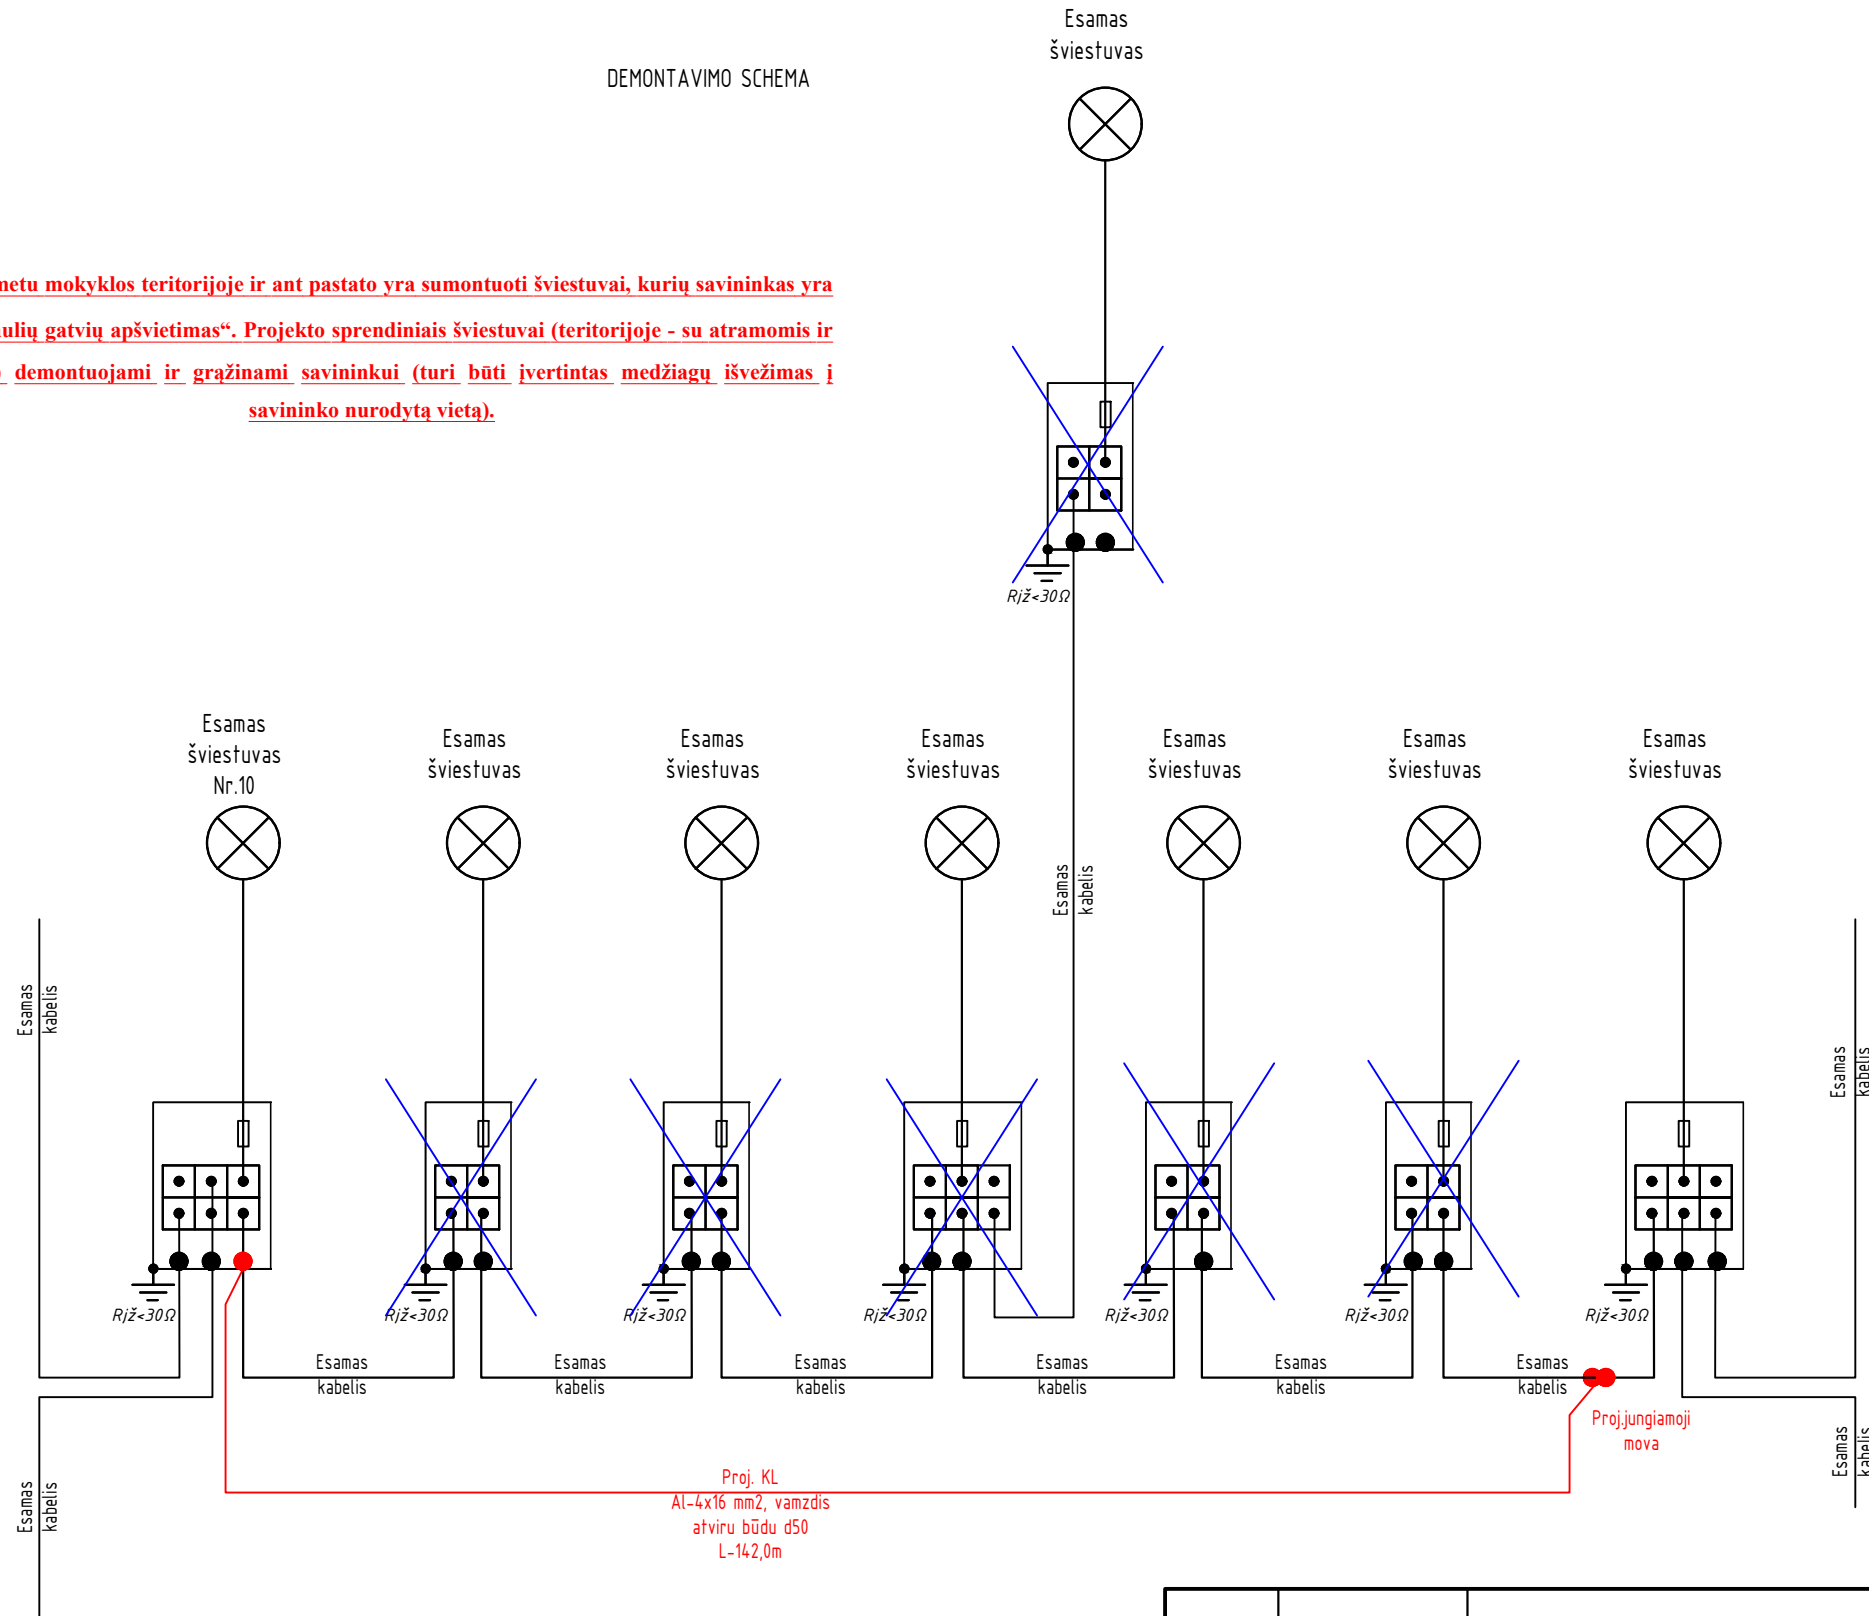 Esamas
šviestuvas
DEMONTAVIMO SCHEMA
mokyklos teritorijoje ir ant pastato yra sumontuoti šviestuvai, kurių savininkas yra
gatvių apšvietimas“. Projekto sprendiniais šviestuvai (teritorijoje - su atramomis ir
demontuojami ir grąžinami savininkui (turi būti įvertintas medžiagų išvežimas į
savininko nurodytą vietą).
Rįž<30Ω
Esamas
šviestuvas
Nr.10
Esamas
šviestuvas
Esamas
šviestuvas
Esamas
šviestuvas
Esamas
šviestuvas
Esamas
šviestuvas
Esamas
šviestuvas
Esamas
kabelis
Esamas
kabelis
Esamas
kabelis
Rįž<30Ω
Rįž<30Ω
Rįž<30Ω
Rįž<30Ω
Rįž<30Ω
Rįž<30Ω
Rįž<30Ω
Esamas
kabelis
Esamas
kabelis
Esamas
kabelis
Esamas
kabelis
Esamas
kabelis
Esamas
kabelis
Proj.jungiamoji
mova
Esamas
kabelis
Esamas
kabelis
Proj. KL
Al-4x16 mm2, vamzdis
atviru būdu d50
L-142,0m